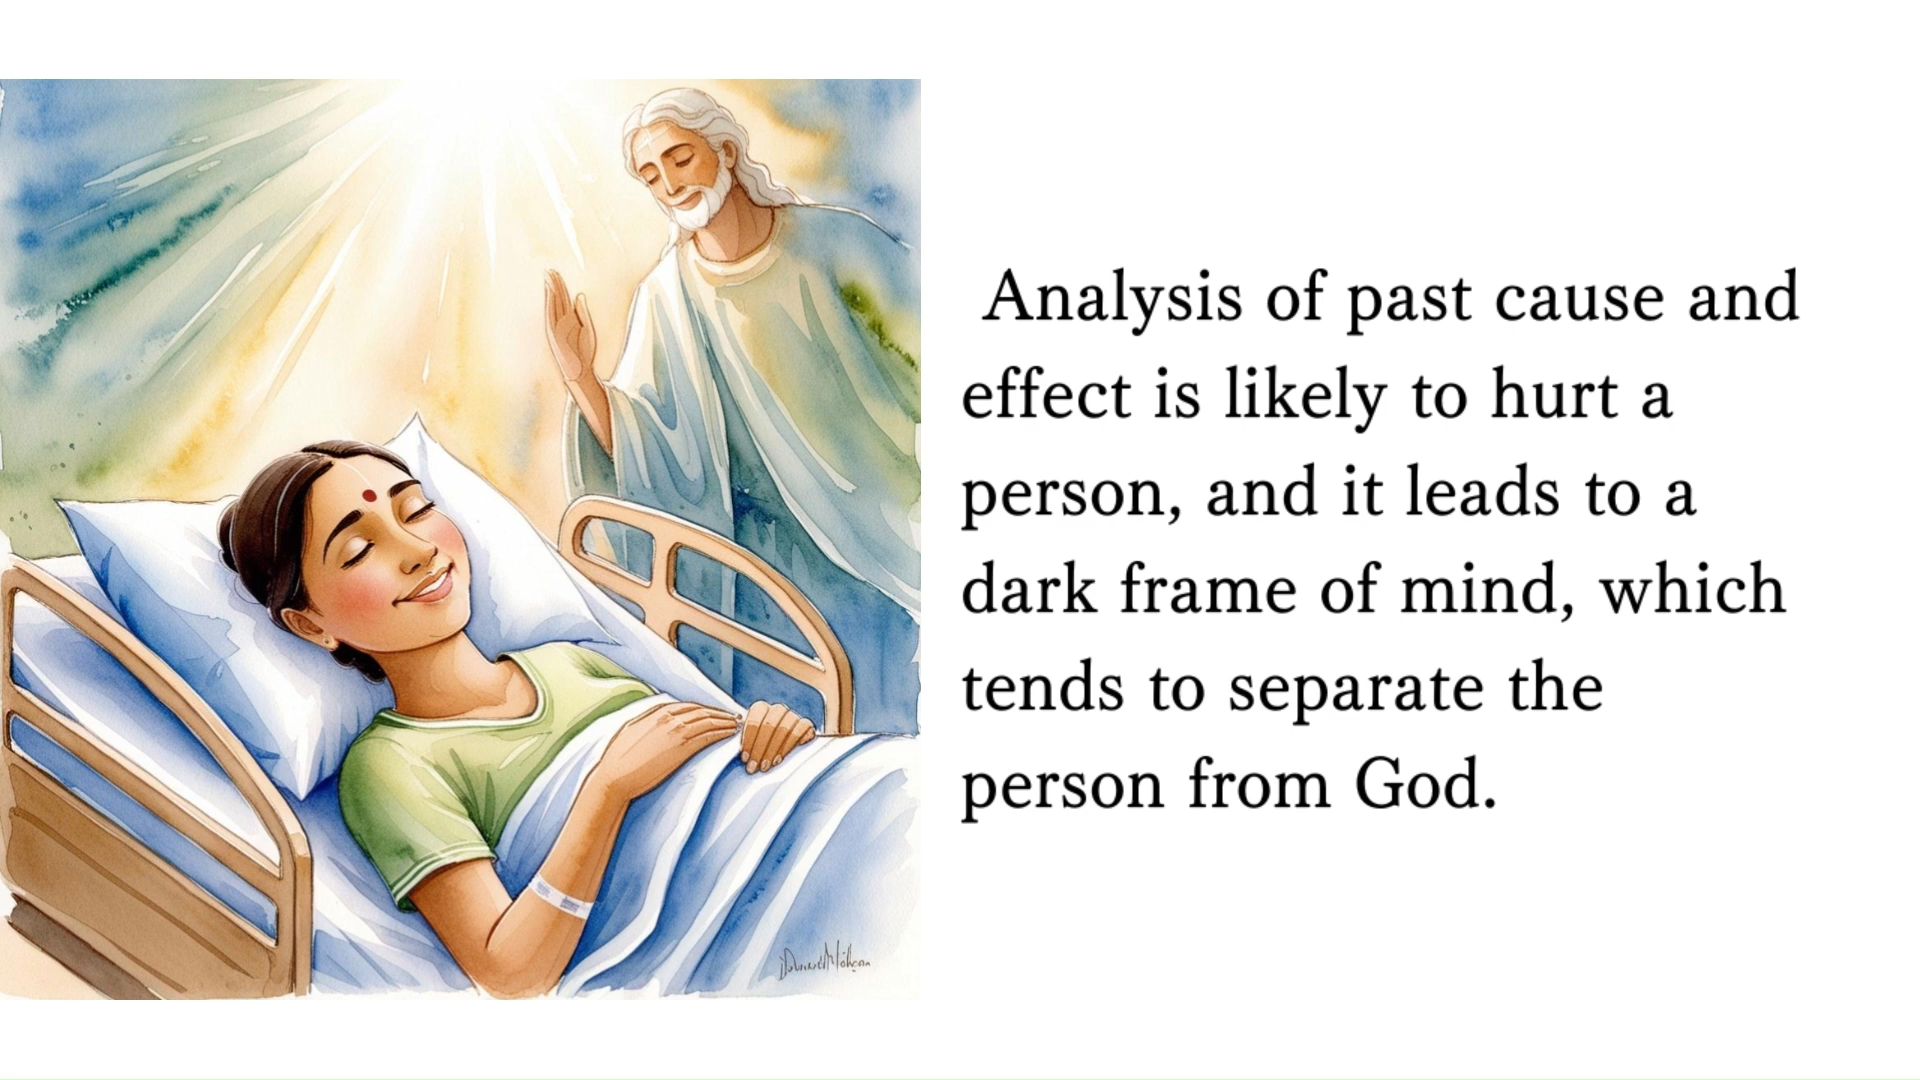 Analysis of past cause and
effect is likely to hurt a
person, and it leads to a
dark frame of mind, which
tends to separate the
person from God.